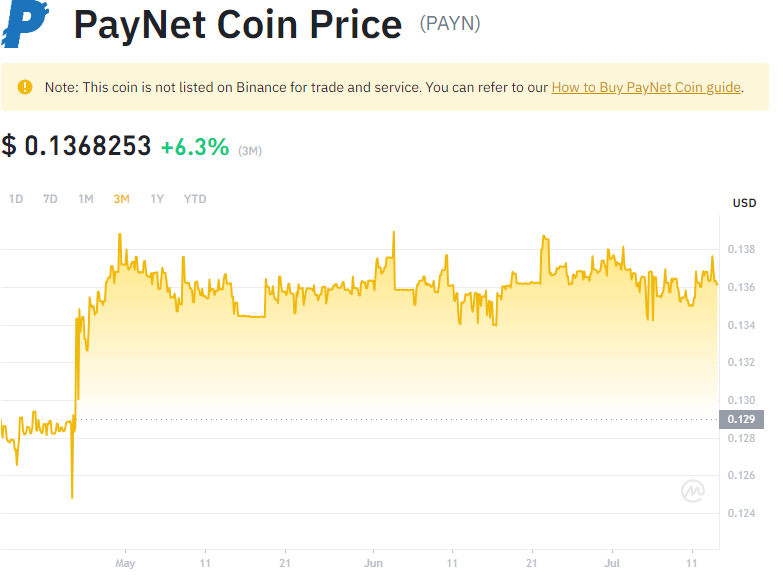 PayNet Coin Price (PAYN)
Note: This coin is not listed on Binance for trade and service. You can refer to our How to Buy PayNet Coin guide.
$ 0.1368253 +6.3% (3M)
1D 7D 1M 3M 1Y YTD
USD
0.138
0.136
0.134
0.132
0.130
0.129
0.128
0.126
0.124
May 11 21 Jun 11 21 Jul 11